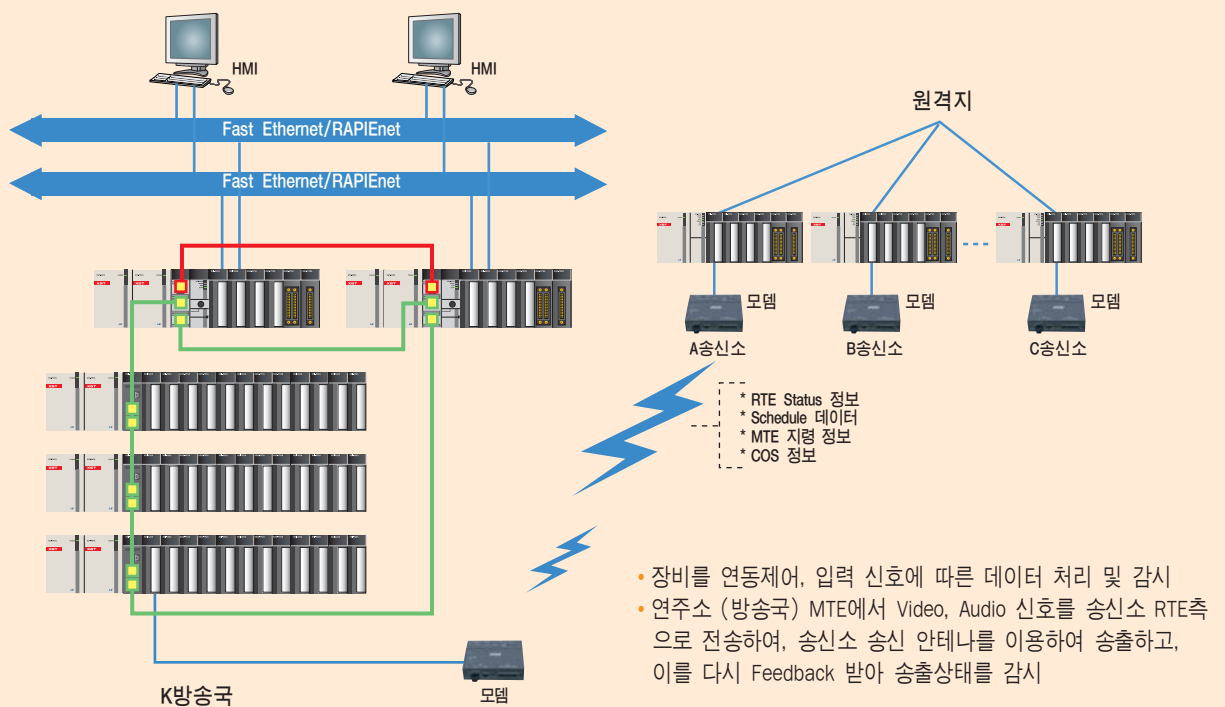 HMI
HMI
Fast Ethernet/RAPIEnet
Fast Ethernet/RAPIEnet
원격지
모뎀
모뎀
모뎀
A송신소
B송신소
C송신소
* RTE Status 정보
* Schedule 데이터
* MTE 지령 정보
* COS 정보
• 장비를 연동제어, 입력 신호에 따른 데이터 처리 및 감시
• 연주소 (방송국) MTE에서 Video, Audio 신호를 송신소 RTE측
으로 전송하여, 송신소 송신 안테나를 이용하여 송출하고,
이를 다시 Feedback 받아 송출상태를 감시
K방송국
모뎀